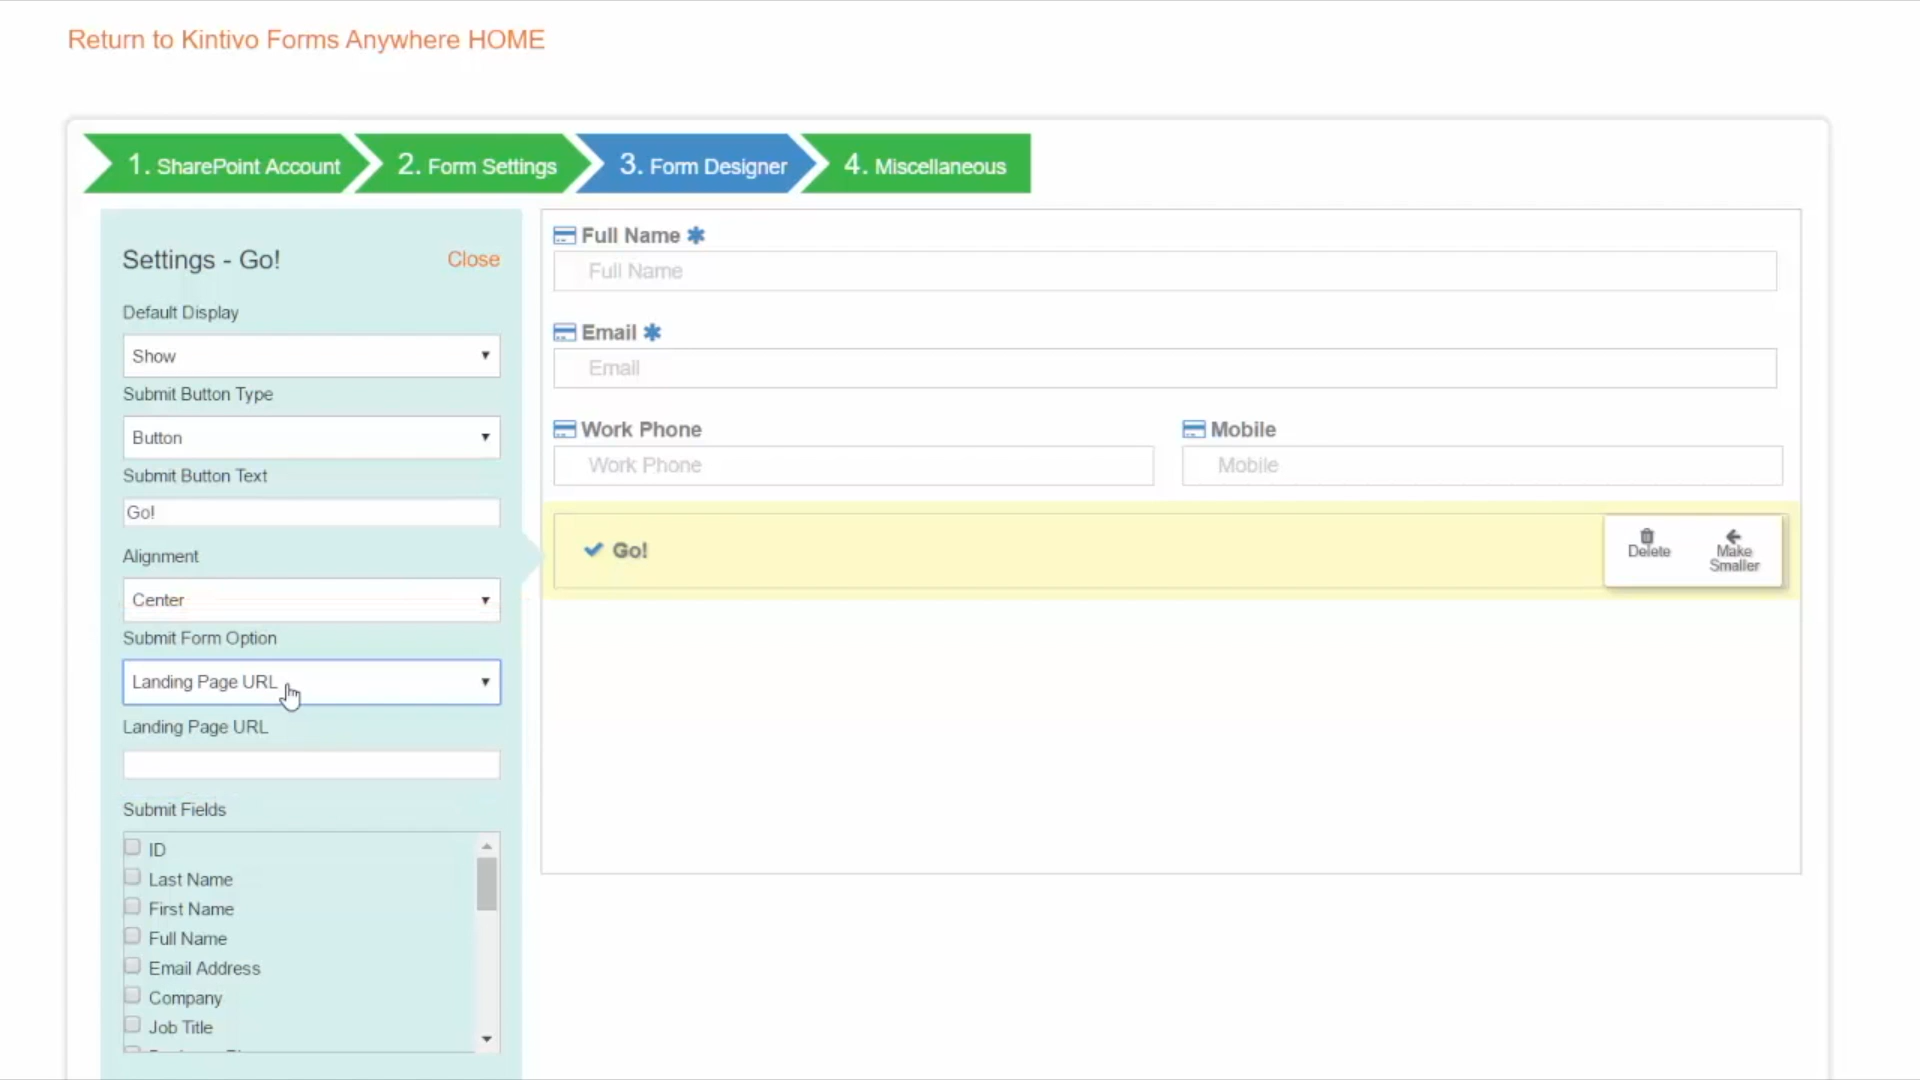 Return to Kintivo Forms Anywhere HOME
1. SharePoint Account
2. Form Settings
3. Form Designer
4. Miscellaneous
Settings - Go!
Close
Default Display
Show
Submit Button Type
Button
Submit Button Text
Go!
Alignment
Center
Submit Form Option
Landing Page URL
Landing Page URL
Submit Fields
ID
Last Name
First Name
Full Name
Email Address
Company
Job Title
Full Name ✱
Full Name
Email ✱
Email
Work Phone
Work Phone
Mobile
Mobile
Go!
Delete
Make
Smaller